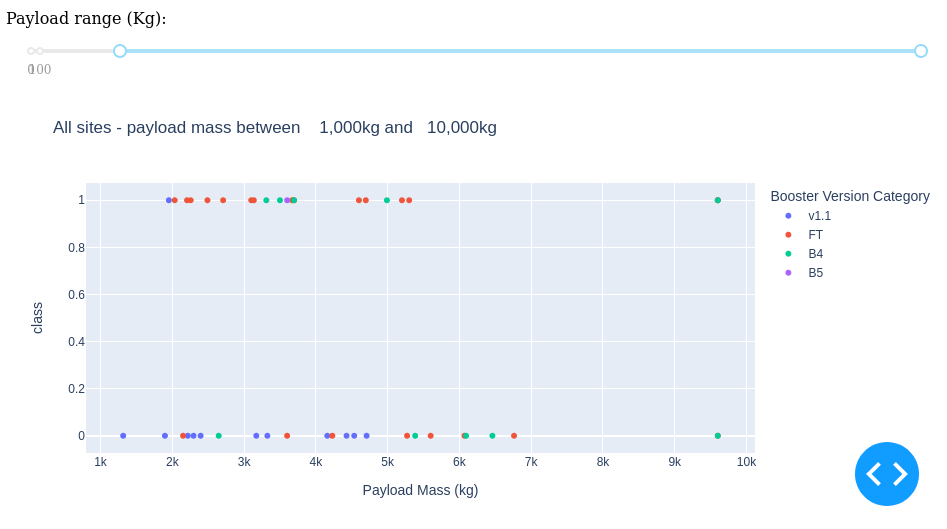 Payload range (Kg):
0 100
All sites - payload mass between 1,000kg and 10,000kg
Booster Version Category
v1.1
FT
B4
B5
class
1
0.8
0.6
0.4
0.2
0
1k 2k 3k 4k 5k 6k 7k 8k 9k 10k
Payload Mass (kg)